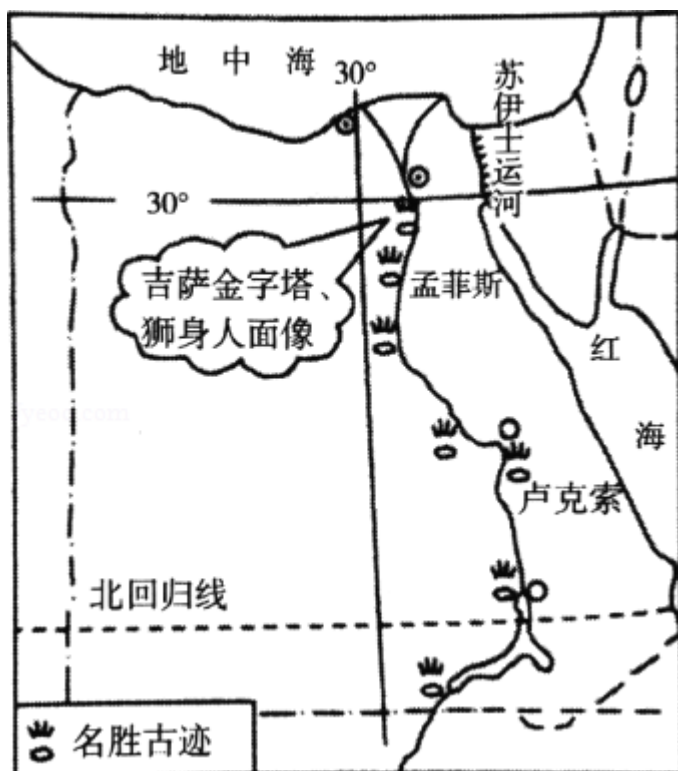 地中海
30°
苏伊士运河
30°
吉萨金字塔、
狮身人面像
孟菲斯
红
海
卢克索
北回归线
名胜古迹